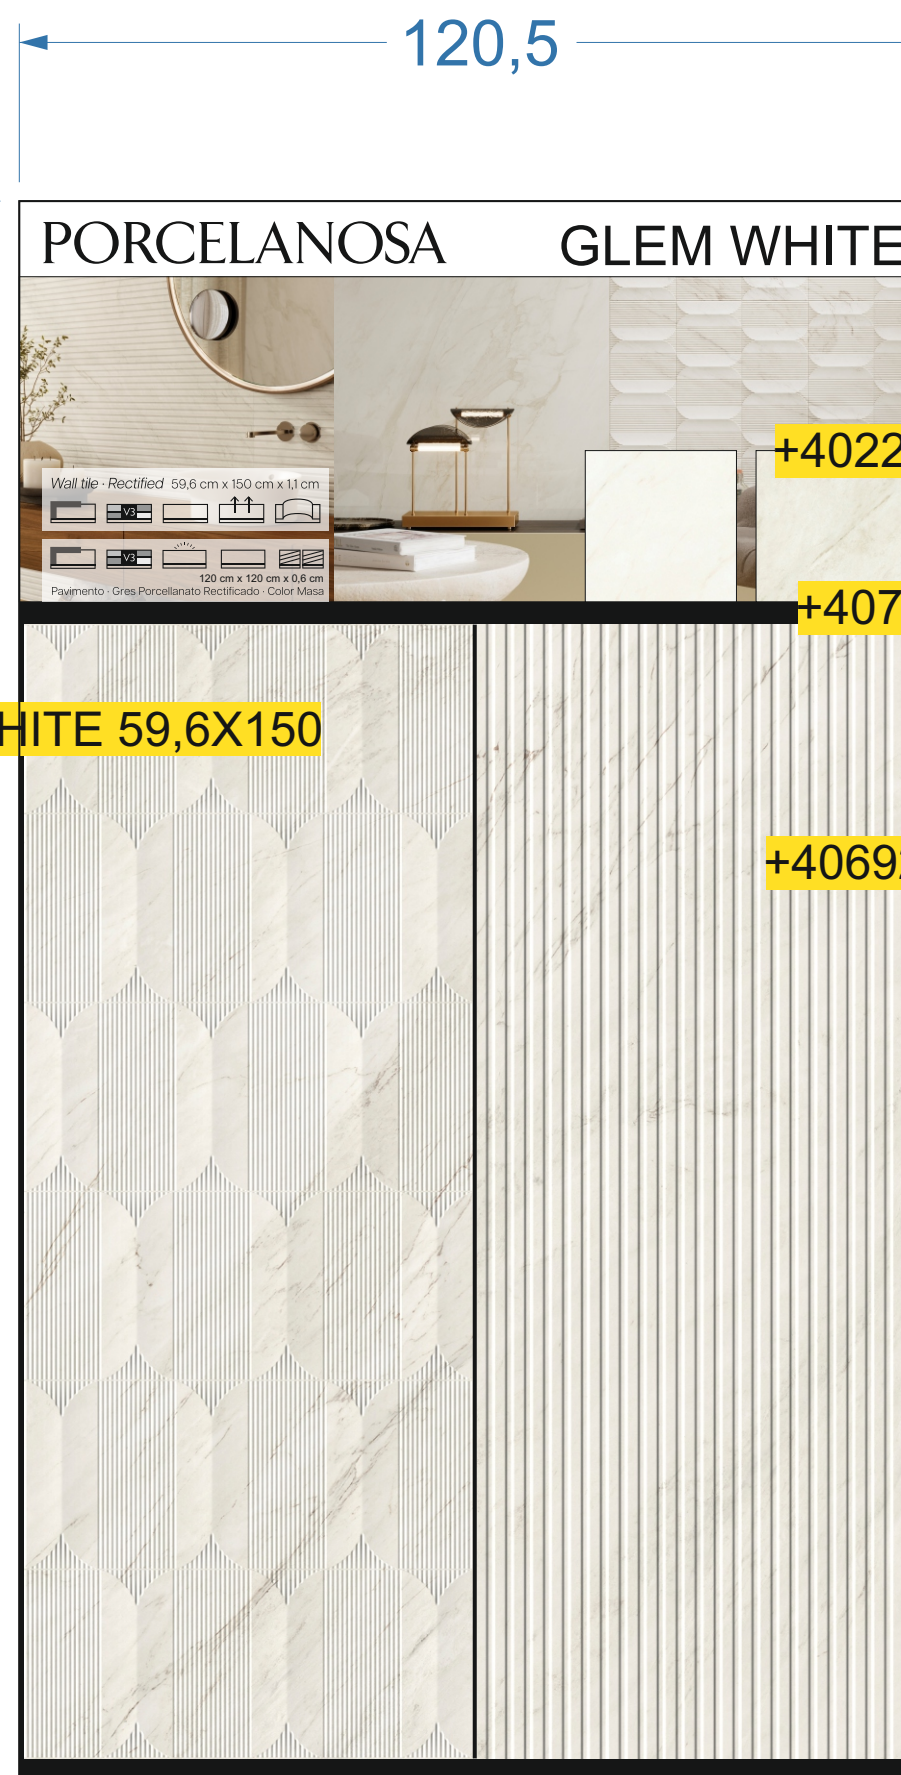 120,5
PORCELANOSA
GLEM WHITE
+4022
Wall tile · Rectified 59,6 cm x 150 cm x 1,1 cm
V3
V3
120 cm x 120 cm x 0,6 cm
Pavimento · Gres Porcellanato Rectificado · Color Masa
+407
HITE 59,6X150
+4069